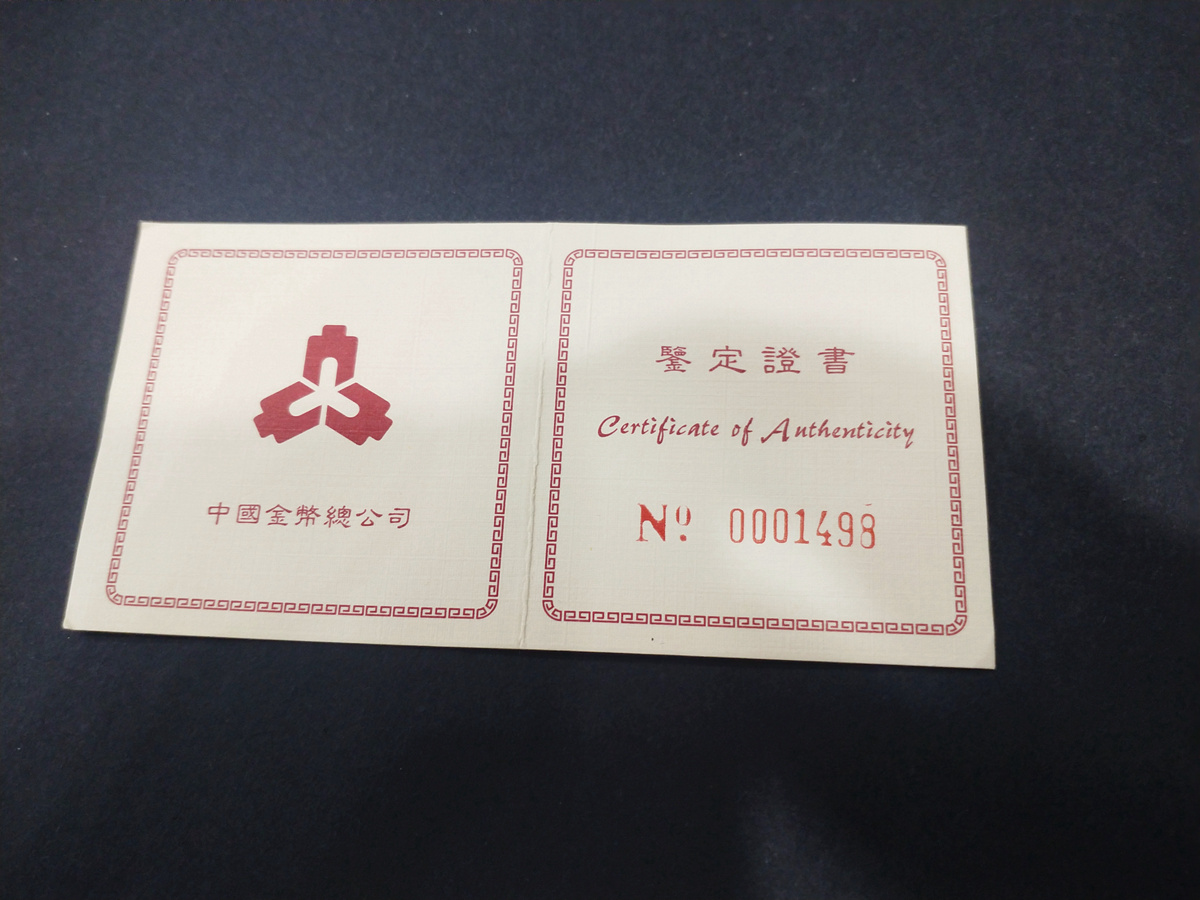 中國金幣總公司
鑒定證書
Certificate of Authenticity
Nº 0001498